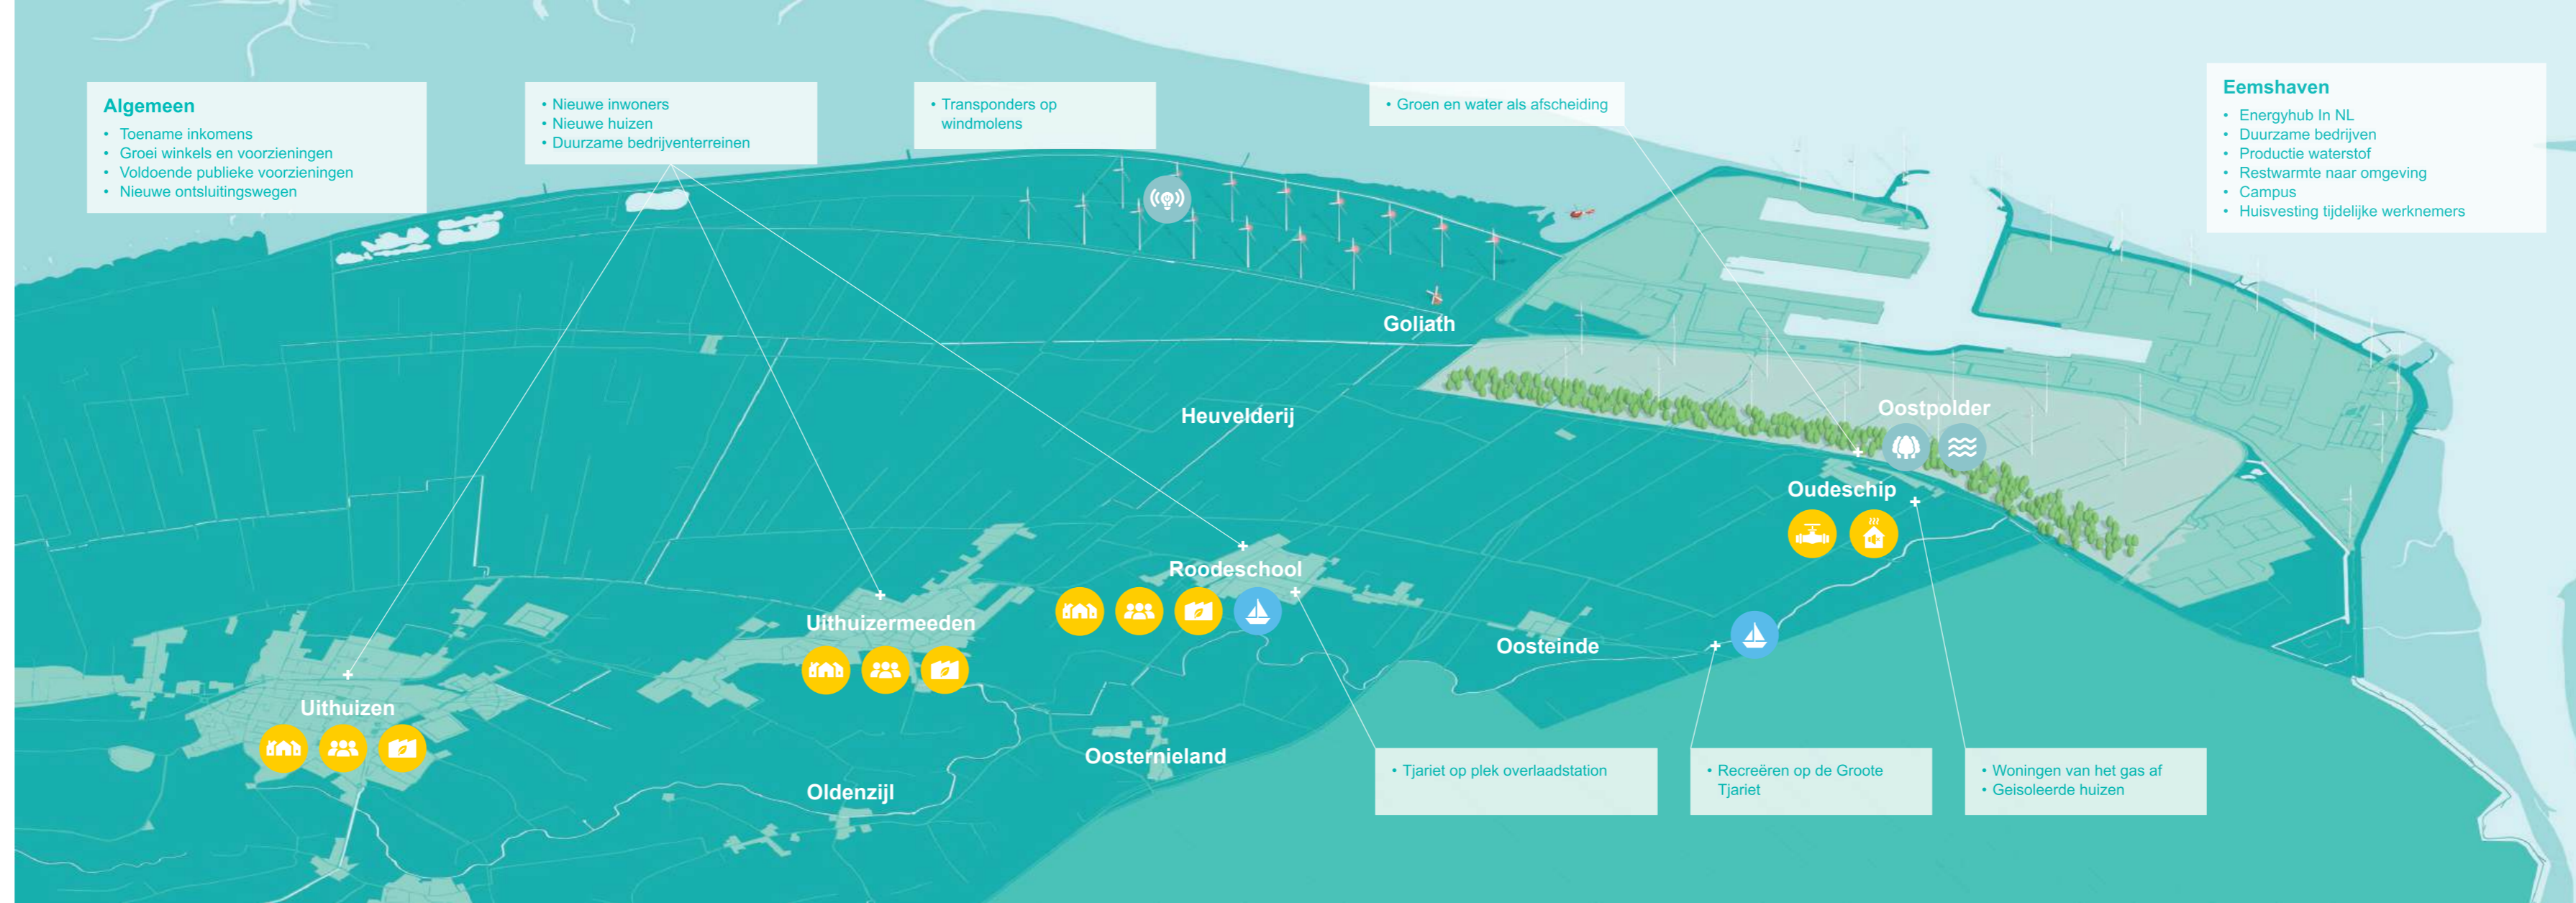 Algemeen
• Toename inkomens
• Groei winkels en voorzieningen
• Voldoende publieke voorzieningen
• Nieuwe ontsluitingswegen
• Nieuwe inwoners
• Nieuwe huizen
• Duurzame bedrijventerreinen
• Transponders op
windmolens
• Groen en water als afscheiding
Eemshaven
• Energyhub In NL
• Duurzame bedrijven
• Productie waterstof
• Restwarmte naar omgeving
• Campus
• Huisvesting tijdelijke werknemers
Goliath
Heuvelderij
Oostpolder
Oudeschip
Roodeschool
Uithuizermeeden
Oosteinde
Uithuizen
Oosternieland
Oldenzijl
• Tjariet op plek overlaadstation
• Recreëren op de Groote
Tjariet
• Woningen van het gas af
• Geisoleerde huizen